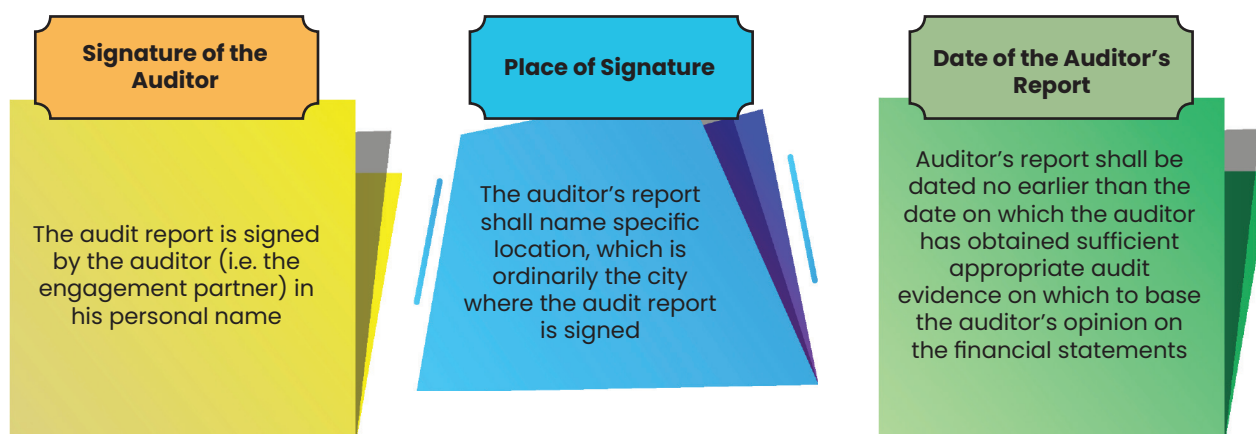 Signature of the
Auditor
The audit report is signed
by the auditor (i.e. the
engagement partner) in
his personal name
Place of Signature
The auditor’s report
shall name specific
location, which is
ordinarily the city
where the audit report
is signed
Date of the Auditor’s
Report
Auditor’s report shall be
dated no earlier than the
date on which the auditor
has obtained sufficient
appropriate audit
evidence on which to base
the auditor’s opinion on
the financial statements